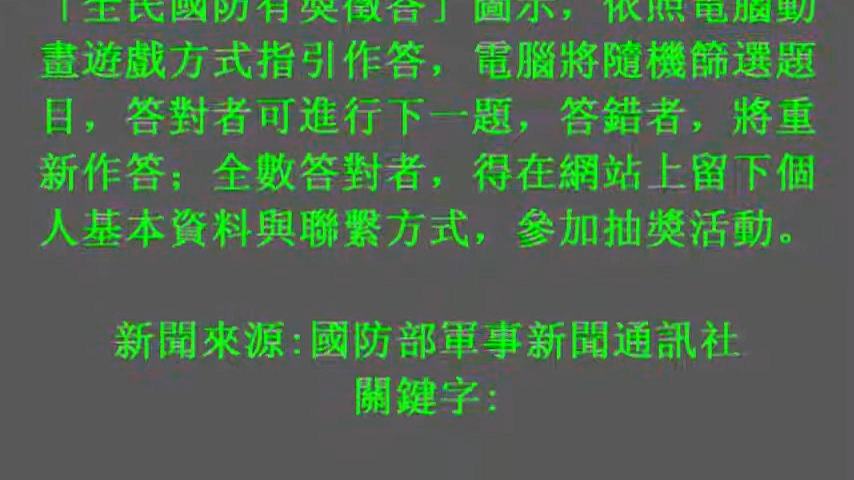 「全民國防有獎徵答」圖示，依照電腦動
畫遊戲方式指引作答，電腦將隨機篩選題
目，答對者可進行下一題，答錯者，將重
新作答；全數答對者，得在網站上留下個
人基本資料與聯繫方式，參加抽獎活動。
新聞來源:國防部軍事新聞通訊社
關鍵字: